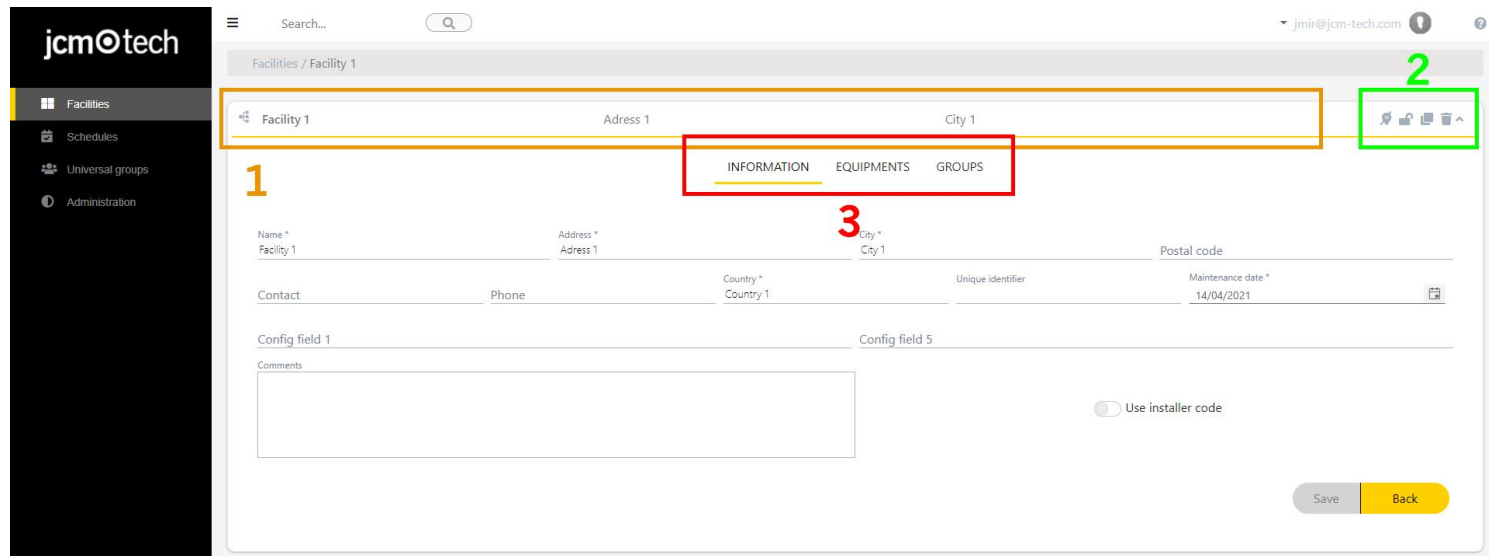 jcm tech
Search...
jmir@jcm-tech.com
Facilities / Facility 1
2
Facilities
Schedules
Universal groups
Administration
Facility 1 Adress 1 City 1
1
INFORMATION EQUIPMENTS GROUPS
3
Name * Address * City *
Facility 1 Adress 1 City 1 Postal code
Country * Unique identifier Maintenance date *
Contact Phone Country 1 14/04/2021
Config field 1 Config field 5
Comments
Use installer code
Save Back